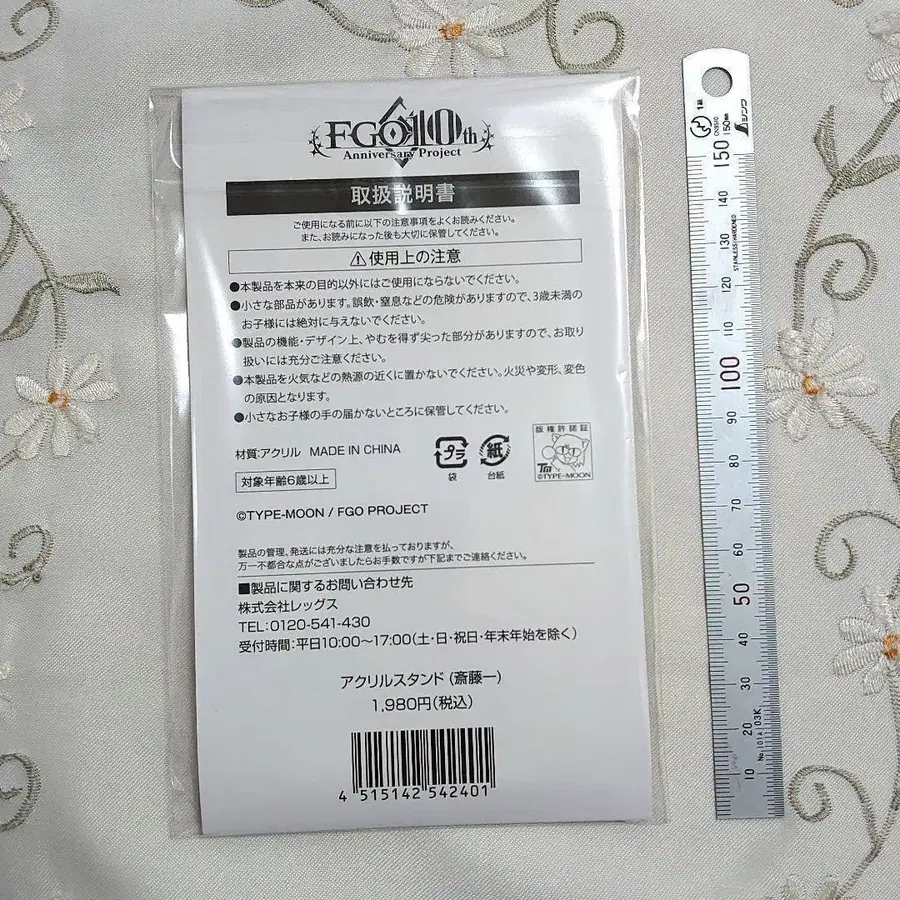 FGO10th
Anniversary Project
取扱説明書
ご使用になる前に以下の注意事項をよくお読みください。
また、お読みになった後も大切に保管してください。
⚠使用上の注意
●本製品を本来の目的以外にはご使用にならないでください。
●小さな部品があります。誤飲・窒息などの危険がありますので、3歳未満の
お子様には絶対に与えないでください。
●製品の機能・デザイン上、やむを得ず尖った部分がありますので、お取り
扱いには充分ご注意ください。
●本製品を火気などの熱源の近くに置かないでください。火災や変形、変色
の原因となります。
●小さなお子様の手の届かないところに保管してください。
材質:アクリル MADE IN CHINA
プラ
袋
紙
台紙
版権許諾証
TM
©TYPE-MOON
対象年齢6歳以上
©TYPE-MOON / FGO PROJECT
製品の管理、発送には充分な注意を払っておりますが、
万一不都合な点がございましたらお手数ですが下記までご連絡ください。
■製品に関するお問い合わせ先
株式会社レッグス
TEL:0120-541-430
受付時間:平日10:00〜17:00(土・日・祝日・年末年始を除く)
アクリルスタンド (斎藤一)
1,980円(税込)
4 515142 542401
1級
シンワ
150㎜
150
140
130
120
110
100
90
80
70
60
50
40
30
20
10
STAINLESS HARDENED